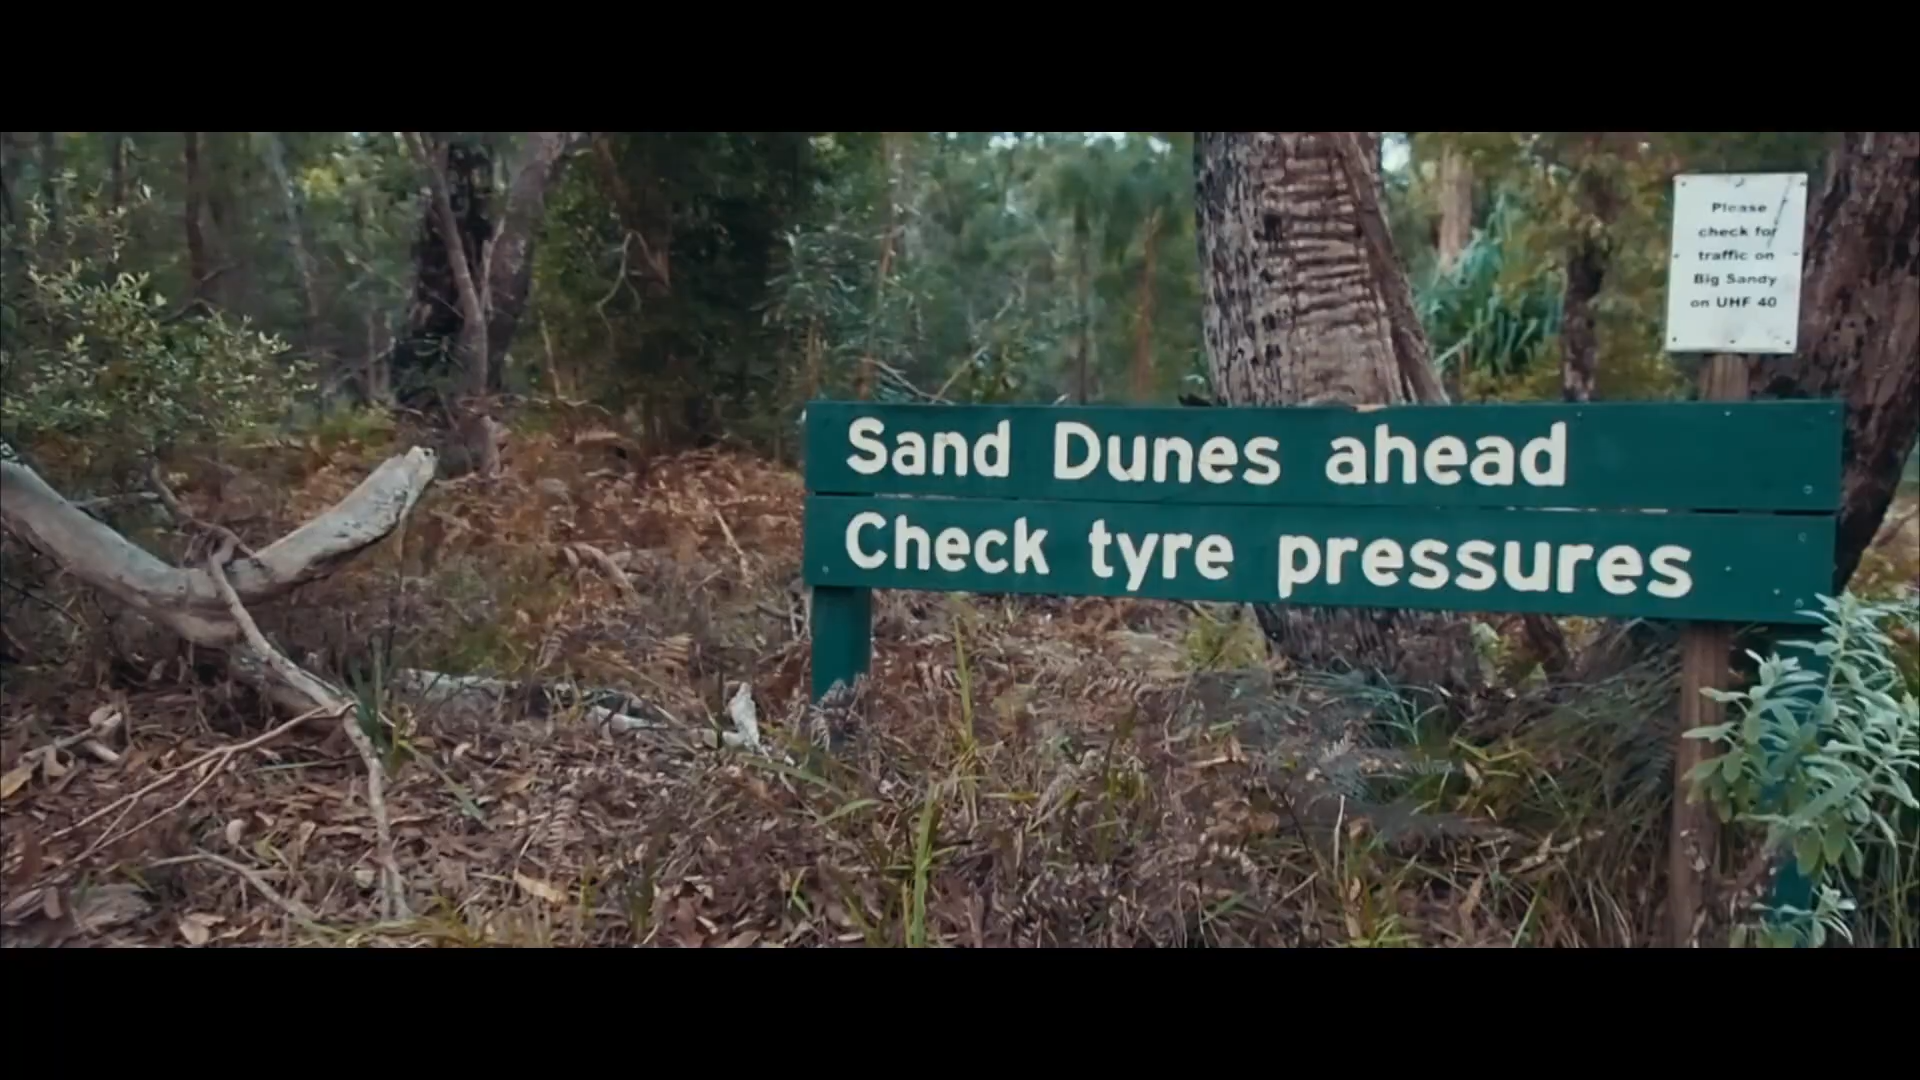 Please
check for
traffic on
Big Sandy
on UHF 40
Sand Dunes ahead
Check tyre pressures